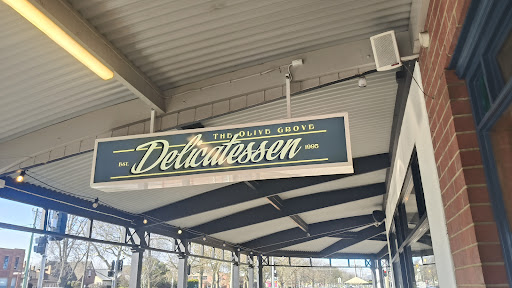 THE OLIVE GROVE
EST. Delicatessen 1995